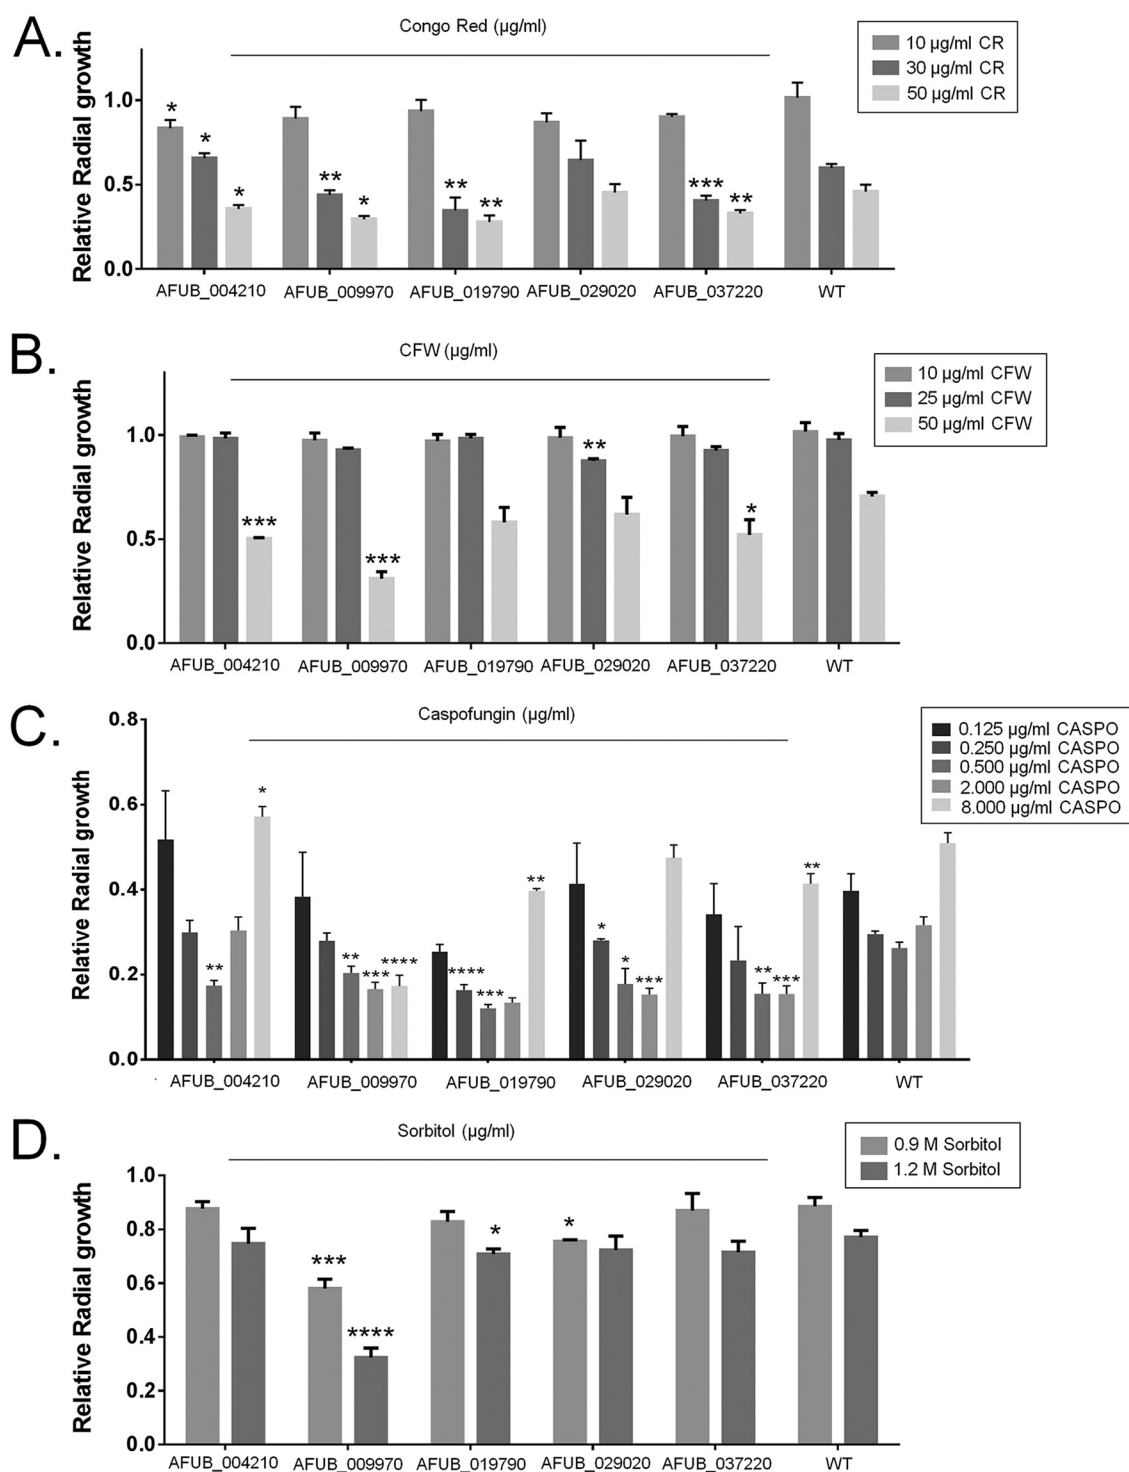 A.
Congo Red (µg/ml)
10 µg/ml CR
30 µg/ml CR
50 µg/ml CR
Relative Radial growth
1.0
0.5
0.0
* * *
** *
** **
*** **
AFUB_004210 AFUB_009970 AFUB_019790 AFUB_029020 AFUB_037220 WT
B.
CFW (µg/ml)
10 µg/ml CFW
25 µg/ml CFW
50 µg/ml CFW
Relative Radial growth
1.0
0.5
0.0
***
***
**
*
AFUB_004210 AFUB_009970 AFUB_019790 AFUB_029020 AFUB_037220 WT
C.
Caspofungin (µg/ml)
0.125 µg/ml CASPO
0.250 µg/ml CASPO
0.500 µg/ml CASPO
2.000 µg/ml CASPO
8.000 µg/ml CASPO
Relative Radial growth
0.8
0.6
0.4
0.2
0.0
** *
** *** ****
**** *** **
* * ***
** *** **
AFUB_004210 AFUB_009970 AFUB_019790 AFUB_029020 AFUB_037220 WT
D.
Sorbitol (µg/ml)
0.9 M Sorbitol
1.2 M Sorbitol
Relative Radial growth
1.0
0.8
0.6
0.4
0.2
0.0
*** ****
*
*
AFUB_004210 AFUB_009970 AFUB_019790 AFUB_029020 AFUB_037220 WT